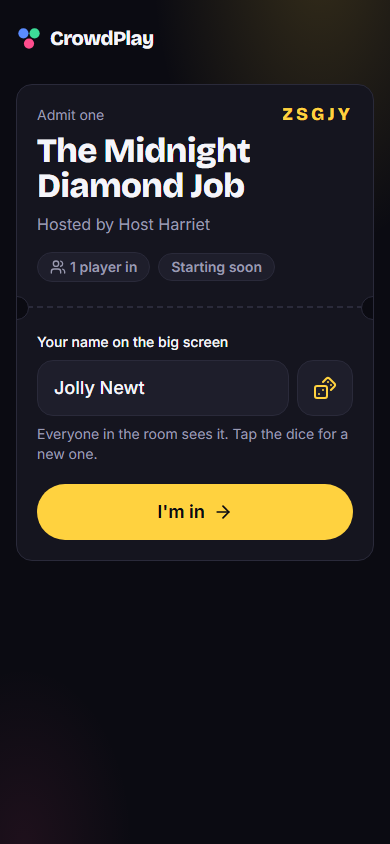 CrowdPlay
Admit one
ZSGJY
The Midnight
Diamond Job
Hosted by Host Harriet
1 player in
Starting soon
Your name on the big screen
Jolly Newt
Everyone in the room sees it. Tap the dice for a
new one.
I'm in →